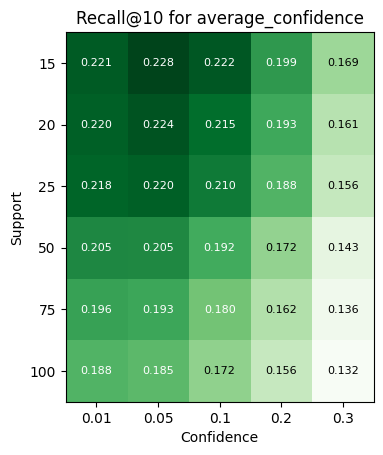 Recall@10 for average_confidence
15 0.221 0.228 0.222 0.199 0.169
20 0.220 0.224 0.215 0.193 0.161
25 0.218 0.220 0.210 0.188 0.156
Support
50 0.205 0.205 0.192 0.172 0.143
75 0.196 0.193 0.180 0.162 0.136
100 0.188 0.185 0.172 0.156 0.132
0.01 0.05 0.1 0.2 0.3
Confidence